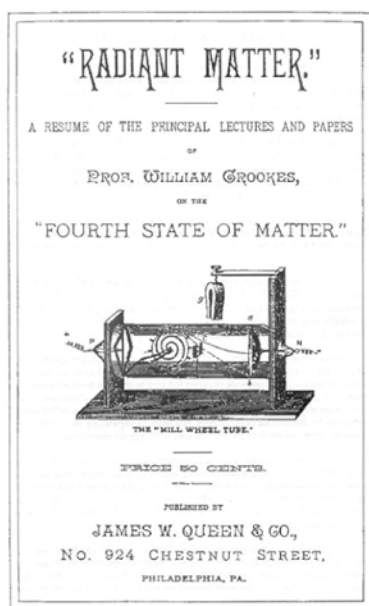 "RADIANT MATTER."
A RESUME OF THE PRINCIPAL LECTURES AND PAPERS
OF
PROF. WILLIAM CROOKES,
ON THE
"FOURTH STATE OF MATTER."
g
a
P
N
b
THE "MILL WHEEL TUBE."
PRICE 50 CENTS.
PUBLISHED BY
JAMES W. QUEEN & CO.,
No. 924 CHESTNUT STREET,
PHILADELPHIA, PA.